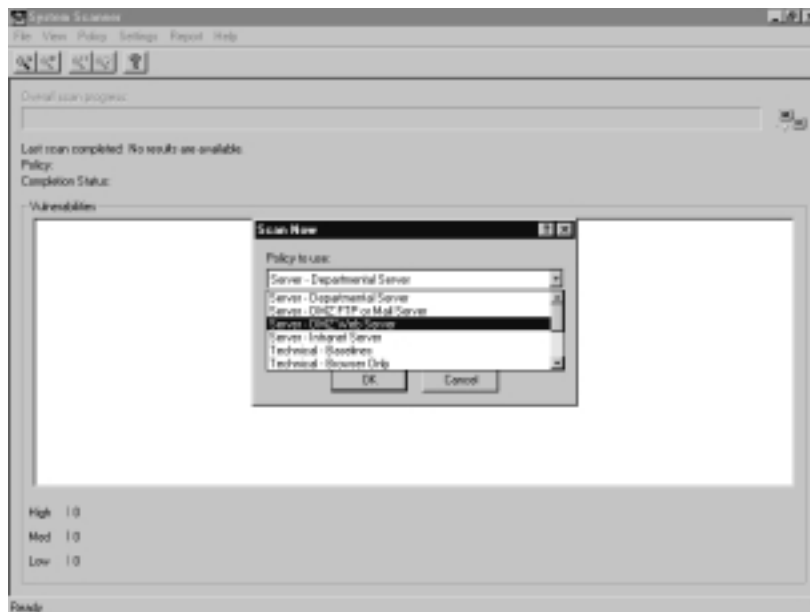 System Scanner
File View Policy Settings Report Help
Overall scan progress:
Last scan completed: No results are available.
Policy:
Completion Status:
Vulnerabilities
Scan Now
Policy to use:
Server - Departmental Server
Server - Departmental Server
Server - DMZ FTP or Mail Server
Server - DMZ Web Server
Server - Intranet Server
Technical - Baselines
Technical - Browser Only
OK Cancel
High 0
Med 0
Low 0
Ready